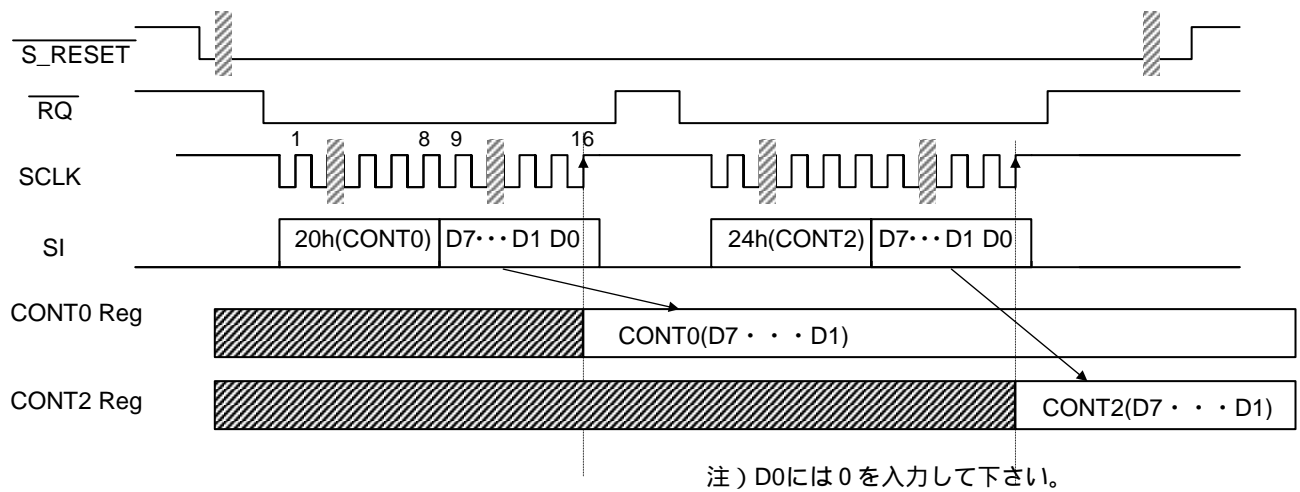 S_RESET
RQ
1 8 9 16
SCLK
SI
20h(CONT0) D7・・・D1 D0 24h(CONT2) D7・・・D1 D0
CONT0 Reg
CONT0(D7・・・D1)
CONT2 Reg
CONT2(D7・・・D1)
注）D0には０を入力して下さい。